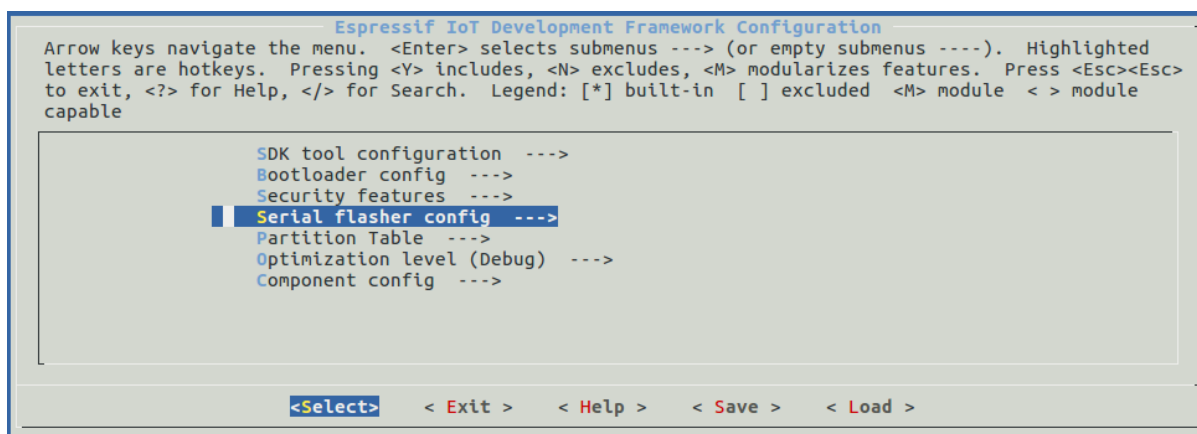 Espressif IoT Development Framework Configuration
Arrow keys navigate the menu.  <Enter> selects submenus ---> (or empty submenus ----).  Highlighted
letters are hotkeys.  Pressing <Y> includes, <N> excludes, <M> modularizes features.  Press <Esc><Esc>
to exit, <?> for Help, </> for Search.  Legend: [*] built-in  [ ] excluded  <M> module  < > module
capable
SDK tool configuration  --->
Bootloader config  --->
Security features  --->
Serial flasher config  --->
Partition Table  --->
Optimization level (Debug)  --->
Component config  --->
<Select>    < Exit >    < Help >    < Save >    < Load >